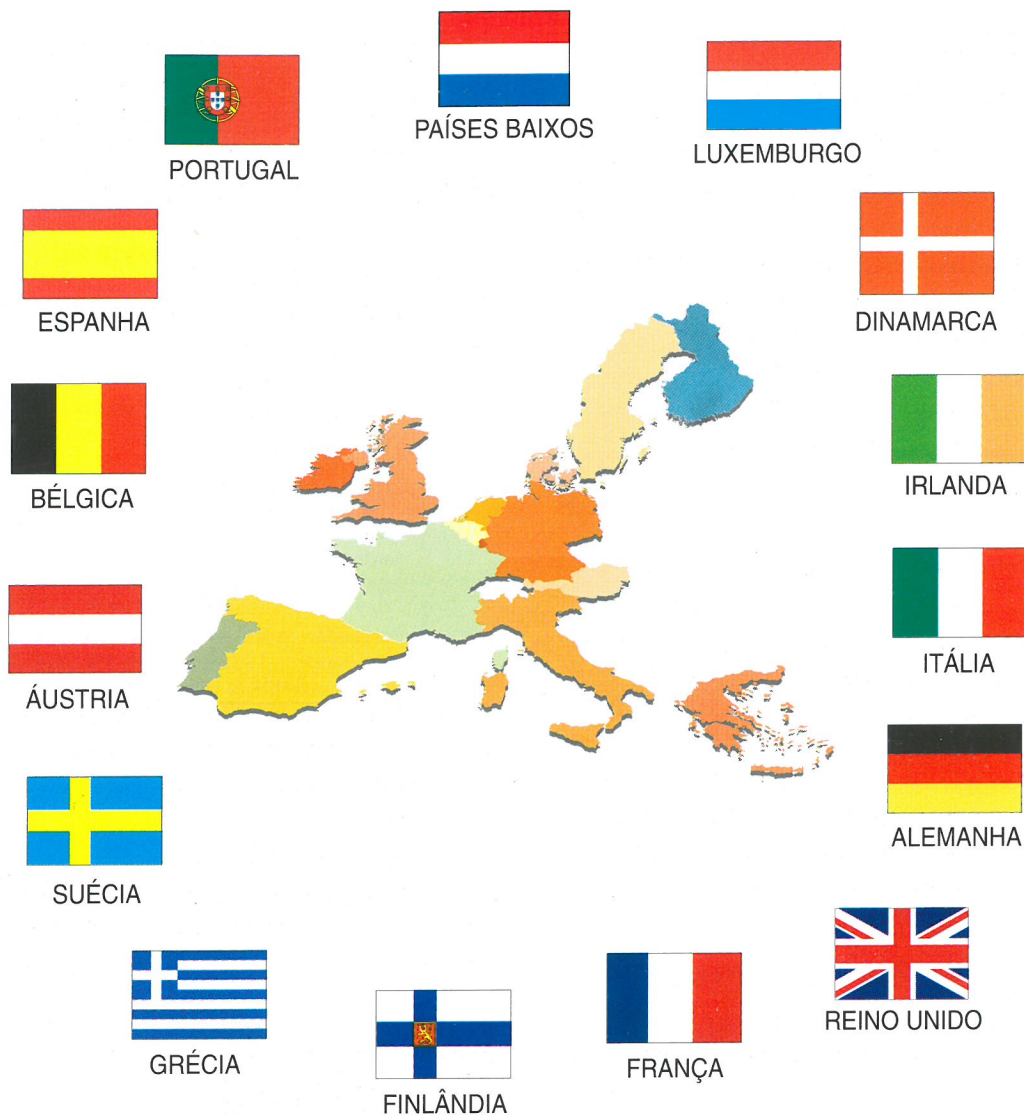 PAÍSES BAIXOS
LUXEMBURGO
PORTUGAL
DINAMARCA
ESPANHA
IRLANDA
BÉLGICA
ITÁLIA
ÁUSTRIA
ALEMANHA
SUÉCIA
REINO UNIDO
GRÉCIA
FRANÇA
FINLÂNDIA